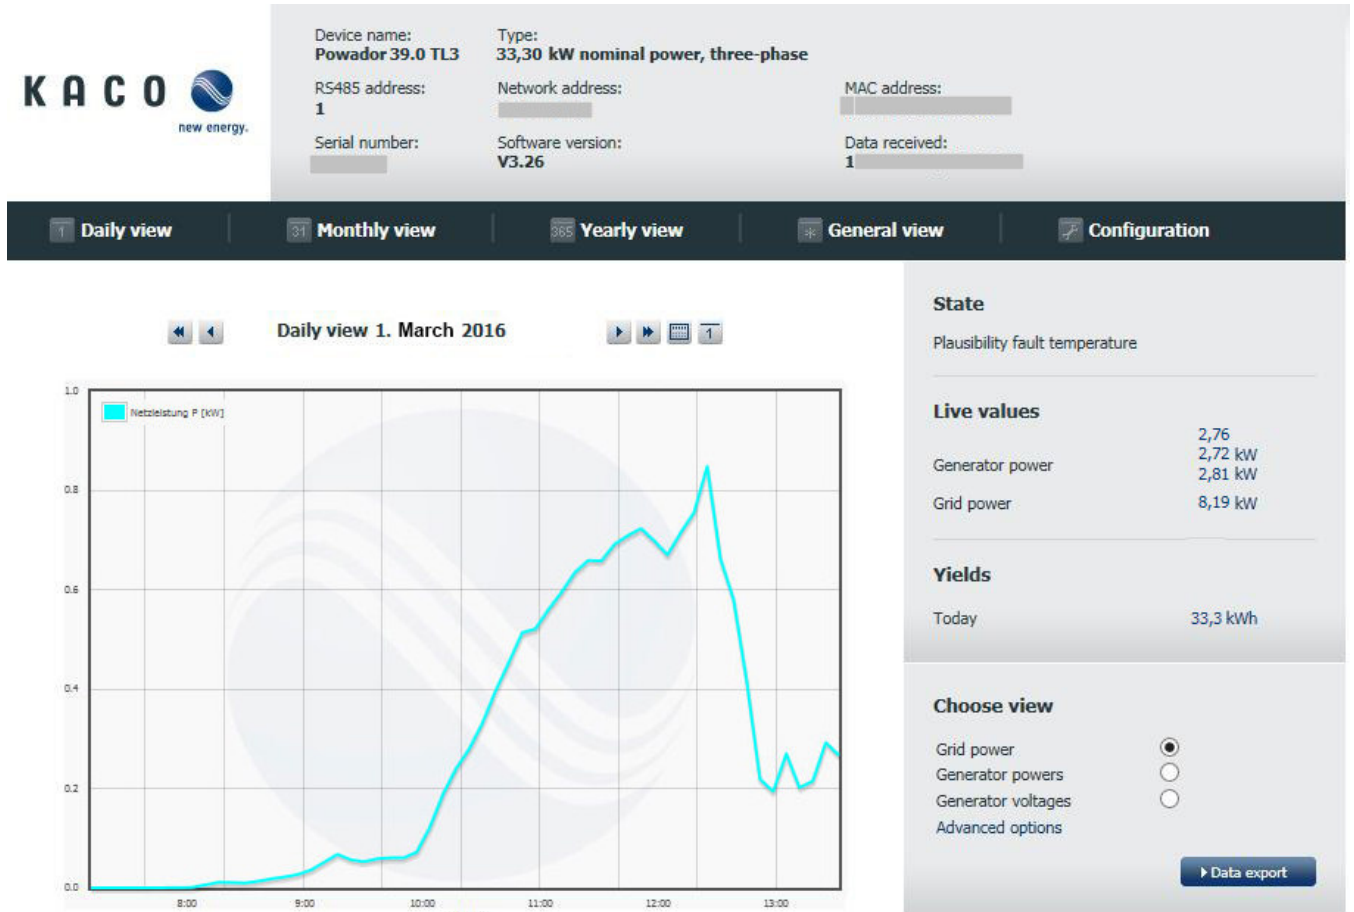 KACO
new energy.
Device name:
Powador 39.0 TL3
Type:
33,30 kW nominal power, three-phase
RS485 address:
1
Network address:
MAC address:
Serial number:
Software version:
V3.26
Data received:
1
1 Daily view
31 Monthly view
365 Yearly view
General view
Configuration
Daily view 1. March 2016
1
Netzleistung P [kW]
1.0
0.8
0.6
0.4
0.2
0.0
8:00 9:00 10:00 11:00 12:00 13:00
State
Plausibility fault temperature
Live values
2,76
Generator power 2,72 kW
2,81 kW
Grid power 8,19 kW
Yields
Today 33,3 kWh
Choose view
Grid power
Generator powers
Generator voltages
Advanced options
Data export